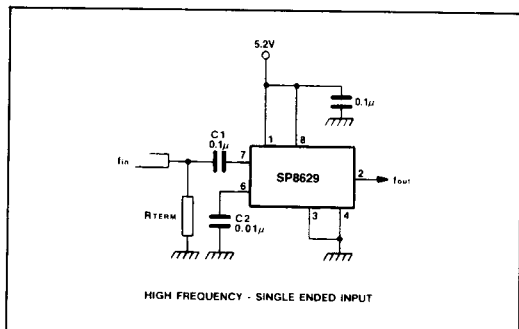 5.2V
0.1μ
1
8
C1
0.1μ
fin
7
SP8629
2
fout
6
RTERM
C2
0.01μ
3
4
HIGH FREQUENCY - SINGLE ENDED INPUT